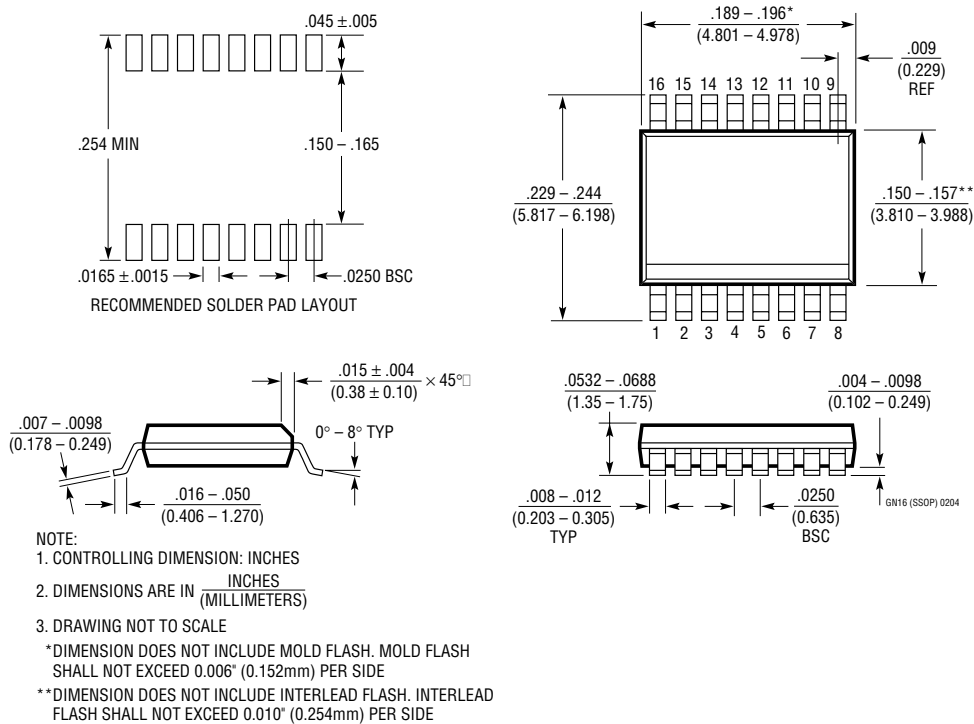 .045 ±.005
.254 MIN
.150 – .165
.0165 ±.0015
.0250 BSC
RECOMMENDED SOLDER PAD LAYOUT
.189 – .196*
(4.801 – 4.978)
.009
(0.229)
REF
16 15 14 13 12 11 10 9
.229 – .244
(5.817 – 6.198)
.150 – .157**
(3.810 – 3.988)
1 2 3 4 5 6 7 8
.015 ± .004
(0.38 ± 0.10)
× 45°
.007 – .0098
(0.178 – 0.249)
0° – 8° TYP
.016 – .050
(0.406 – 1.270)
.0532 – .0688
(1.35 – 1.75)
.004 – .0098
(0.102 – 0.249)
.008 – .012
(0.203 – 0.305)
TYP
.0250
(0.635)
BSC
GN16 (SSOP) 0204
NOTE:
1. CONTROLLING DIMENSION: INCHES
2. DIMENSIONS ARE IN INCHES
(MILLIMETERS)
3. DRAWING NOT TO SCALE
*DIMENSION DOES NOT INCLUDE MOLD FLASH. MOLD FLASH
SHALL NOT EXCEED 0.006" (0.152mm) PER SIDE
**DIMENSION DOES NOT INCLUDE INTERLEAD FLASH. INTERLEAD
FLASH SHALL NOT EXCEED 0.010" (0.254mm) PER SIDE